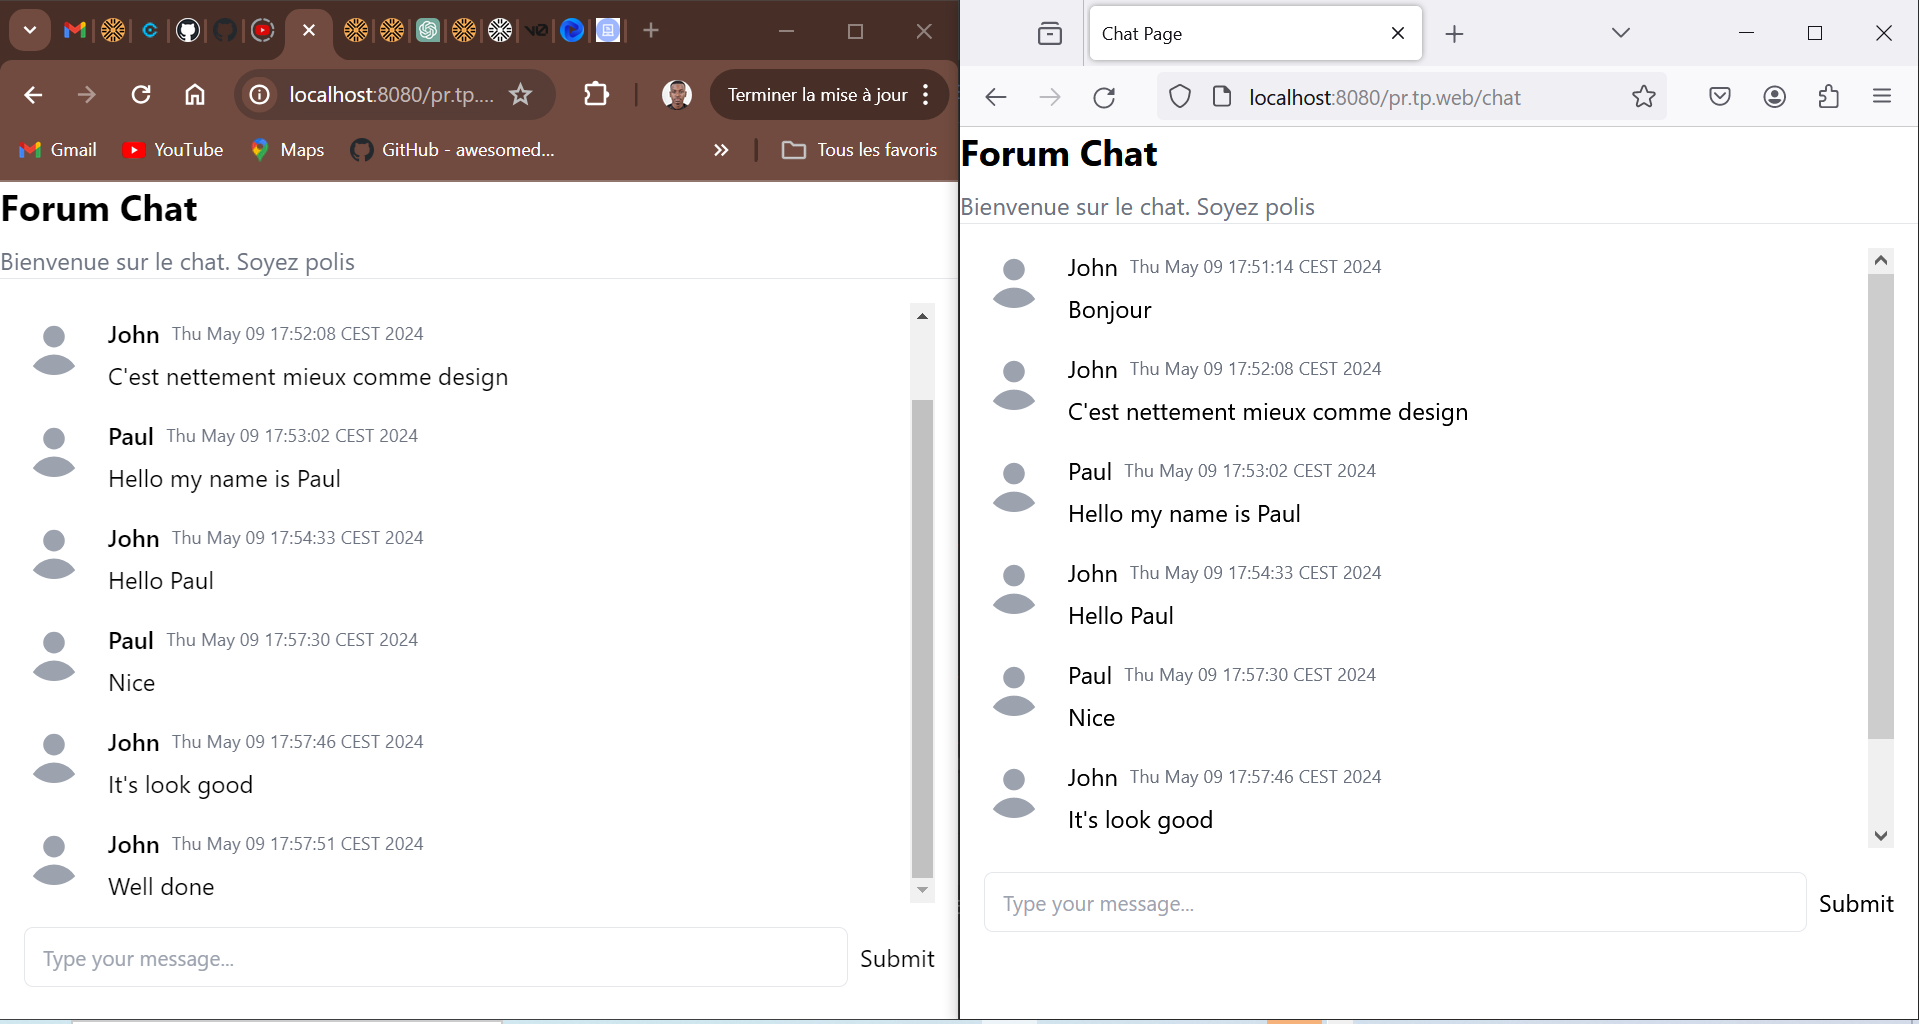 localhost:8080/pr.tp....
Terminer la mise à jour
Gmail
YouTube
Maps
GitHub - awesomed...
Tous les favoris
Forum Chat
Bienvenue sur le chat. Soyez polis
John Thu May 09 17:52:08 CEST 2024
C'est nettement mieux comme design
Paul Thu May 09 17:53:02 CEST 2024
Hello my name is Paul
John Thu May 09 17:54:33 CEST 2024
Hello Paul
Paul Thu May 09 17:57:30 CEST 2024
Nice
John Thu May 09 17:57:46 CEST 2024
It's look good
John Thu May 09 17:57:51 CEST 2024
Well done
Type your message...
Submit
Chat Page
localhost:8080/pr.tp.web/chat
Forum Chat
Bienvenue sur le chat. Soyez polis
John Thu May 09 17:51:14 CEST 2024
Bonjour
John Thu May 09 17:52:08 CEST 2024
C'est nettement mieux comme design
Paul Thu May 09 17:53:02 CEST 2024
Hello my name is Paul
John Thu May 09 17:54:33 CEST 2024
Hello Paul
Paul Thu May 09 17:57:30 CEST 2024
Nice
John Thu May 09 17:57:46 CEST 2024
It's look good
Type your message...
Submit